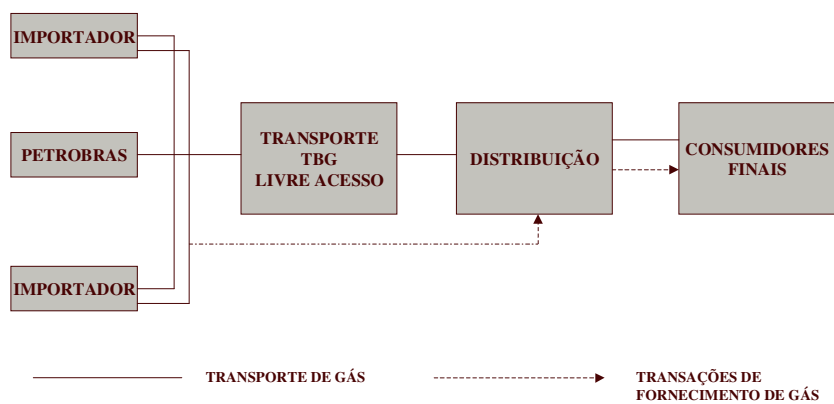 IMPORTADOR
PETROBRAS
IMPORTADOR
TRANSPORTE
TBG
LIVRE ACESSO
DISTRIBUIÇÃO
CONSUMIDORES
FINAIS
TRANSPORTE DE GÁS
TRANSAÇÕES DE
FORNECIMENTO DE GÁS